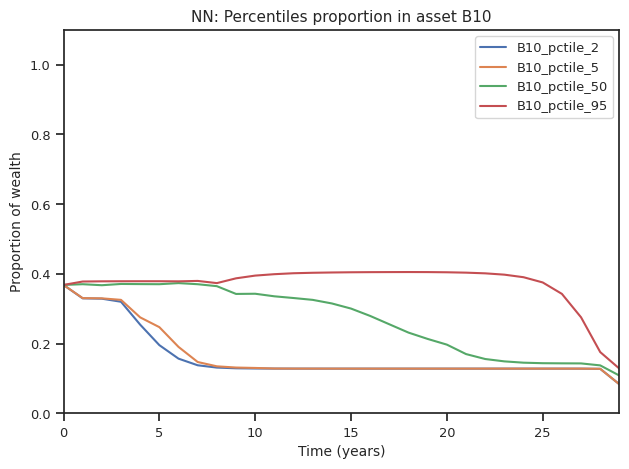 NN: Percentiles proportion in asset B10
B10_pctile_2
B10_pctile_5
B10_pctile_50
B10_pctile_95
Proportion of wealth
1.0
0.8
0.6
0.4
0.2
0.0
0 5 10 15 20 25
Time (years)